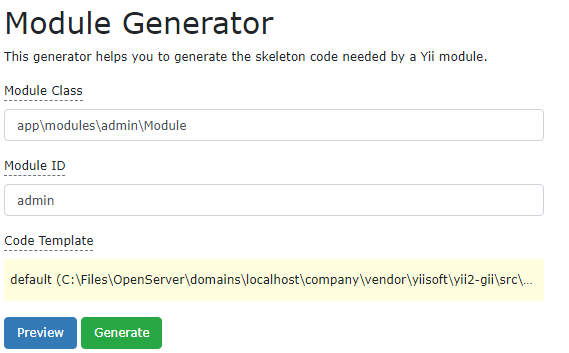 Module Generator
This generator helps you to generate the skeleton code needed by a Yii module.
Module Class
app\modules\admin\Module
Module ID
admin
Code Template
default (C:\Files\OpenServer\domains\localhost\company\vendor\yiisoft\yii2-gii\src\...
Preview Generate